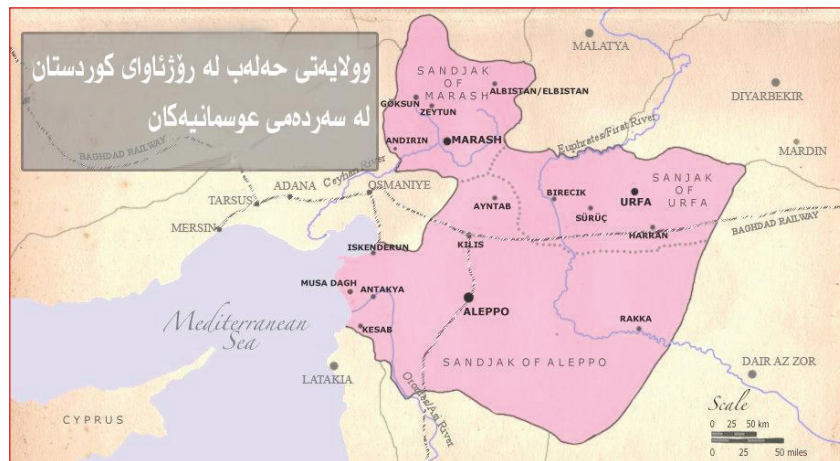 وولایەتی حەلەب لە رۆژئاوای کوردستان
لە سەردەمی عوسمانیەکان
MALATYA
SANDJAK
OF
MARASH
ALBISTAN/ELBISTAN
GÖKSUN
ZEYTUN
DIYARBEKIR
ANDIRIN
MARASH
Euphrates/Firat River
MARDIN
BAGHDAD RAILWAY
Ceyhan River
ADANA
OSMANIYE
TARSUS
AYNTAB
BIRECIK
SANJAK
OF
URFA
URFA
SÜRÜÇ
MERSIN
HARRAN
BAGHDAD RAILWAY
KILIS
ISKENDERUN
MUSA DAGH
ANTAKYA
ALEPPO
Mediterranean
Sea
KESAB
RAKKA
SANDJAK OF ALEPPO
LATAKIA
DAIR AZ ZOR
Orontes/Asi River
CYPRUS
Scale
0 25 50 km
0 25 50 miles